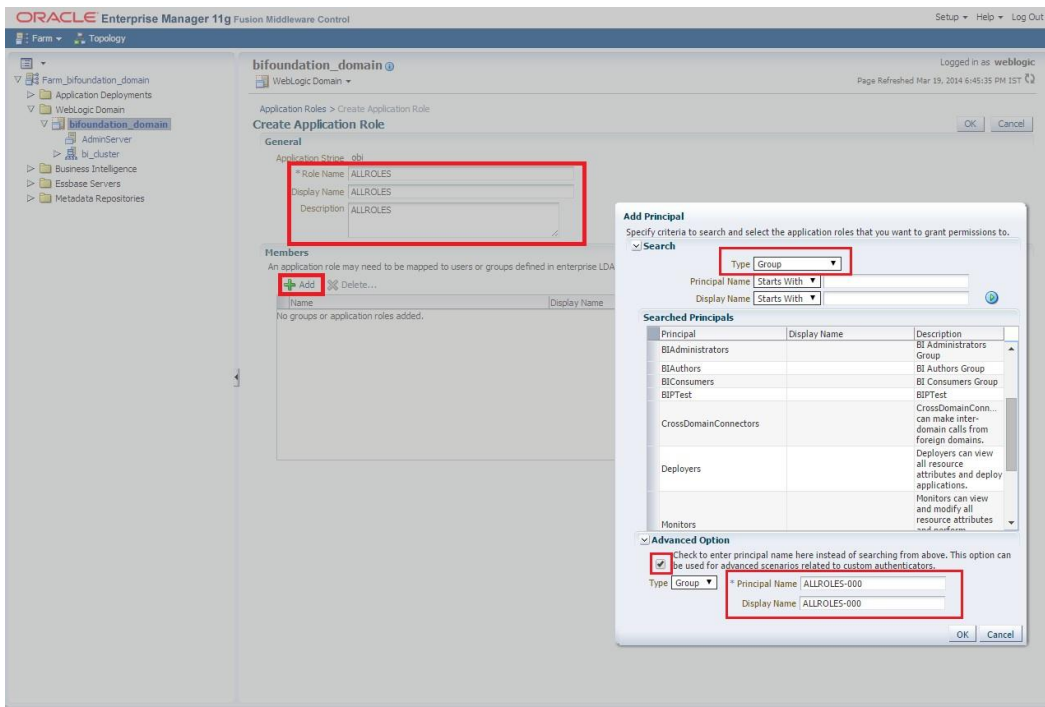 ORACLE Enterprise Manager 11g Fusion Middleware Control
Setup Help Log Out
Farm Topology
Farm_bifoundation_domain
Application Deployments
WebLogic Domain
bifoundation_domain
AdminServer
bi_cluster
Business Intelligence
Essbase Servers
Metadata Repositories
bifoundation_domain
Logged in as weblogic
WebLogic Domain
Page Refreshed Mar 19, 2014 6:45:35 PM IST
Application Roles > Create Application Role
Create Application Role
OK Cancel
General
Application Stripe obi
* Role Name ALLROLES
Display Name ALLROLES
Description ALLROLES
Members
An application role may need to be mapped to users or groups defined in enterprise LDA
Add Delete...
Name Display Name
No groups or application roles added.
Add Principal
Specify criteria to search and select the application roles that you want to grant permissions to.
Search
Type Group
Principal Name Starts With
Display Name Starts With
Searched Principals
Principal Display Name Description
BIAdministrators BI Administrators
Group
BIAuthors BI Authors Group
BIConsumers BI Consumers Group
BIPTest BIPTest
CrossDomainConnectors CrossDomainConn...
can make inter-
domain calls from
foreign domains.
Deployers Deployers can view
all resource
attributes and deploy
applications.
Monitors Monitors can view
and modify all
resource attributes
and perform
Advanced Option
Check to enter principal name here instead of searching from above. This option can
be used for advanced scenarios related to custom authenticators.
Type Group * Principal Name ALLROLES-000
Display Name ALLROLES-000
OK Cancel